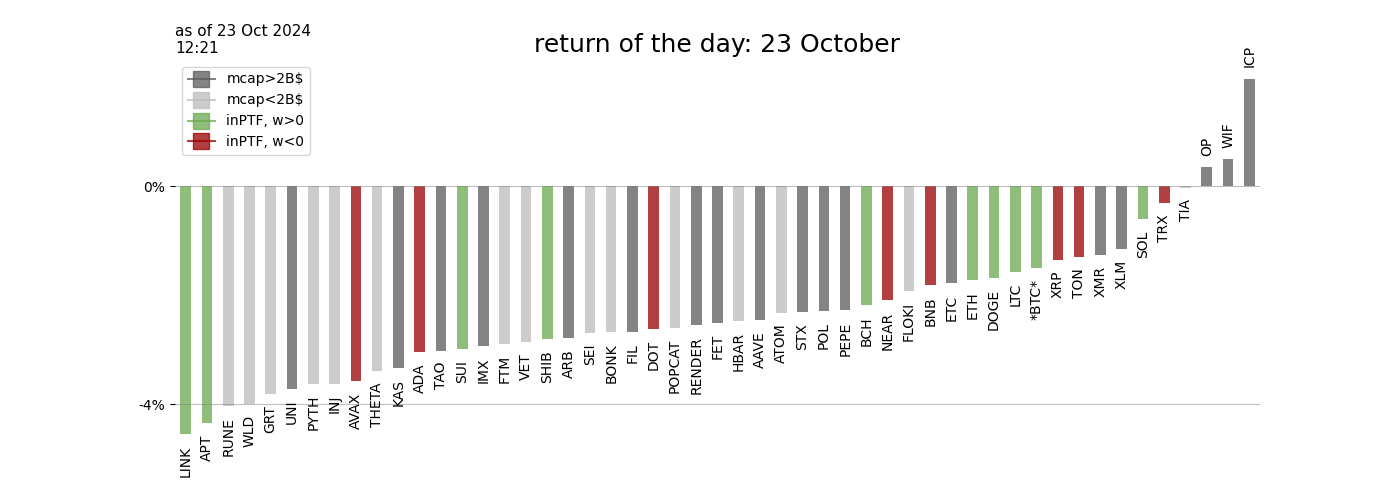 as of 23 Oct 2024
12:21
return of the day: 23 October
mcap>2B$
mcap<2B$
inPTF, w>0
inPTF, w<0
0%
-4%
LINK
APT
RUNE
WLD
GRT
UNI
PYTH
INJ
AVAX
THETA
KAS
ADA
TAO
SUI
IMX
FTM
VET
SHIB
ARB
SEI
BONK
FIL
DOT
POPCAT
RENDER
FET
HBAR
AAVE
ATOM
STX
POL
PEPE
BCH
NEAR
FLOKI
BNB
ETC
ETH
DOGE
LTC
*BTC*
XRP
TON
XMR
XLM
SOL
TRX
TIA
OP
WIF
ICP